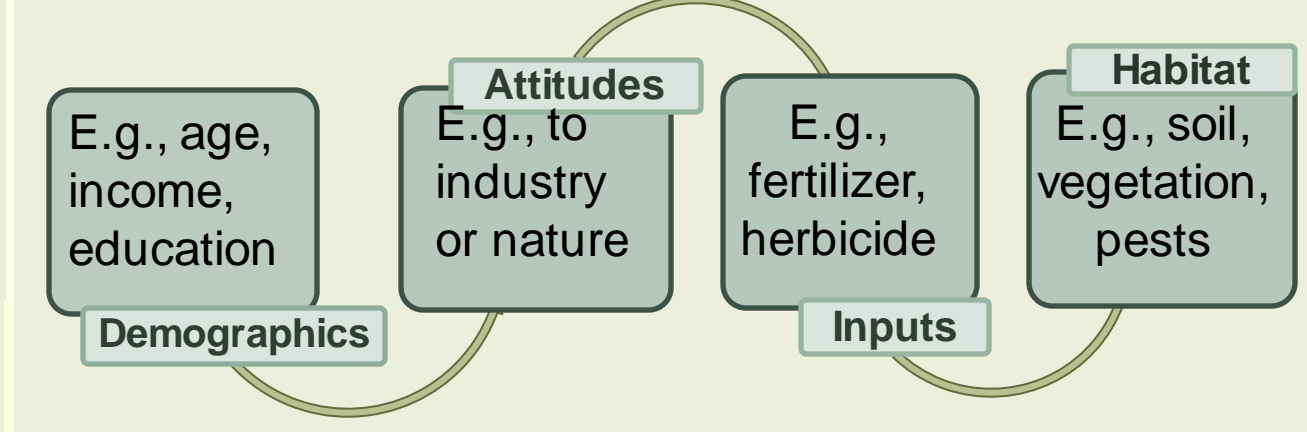 E.g., age,
income,
education
Demographics
Attitudes
E.g., to
industry
or nature
E.g.,
fertilizer,
herbicide
Inputs
Habitat
E.g., soil,
vegetation,
pests